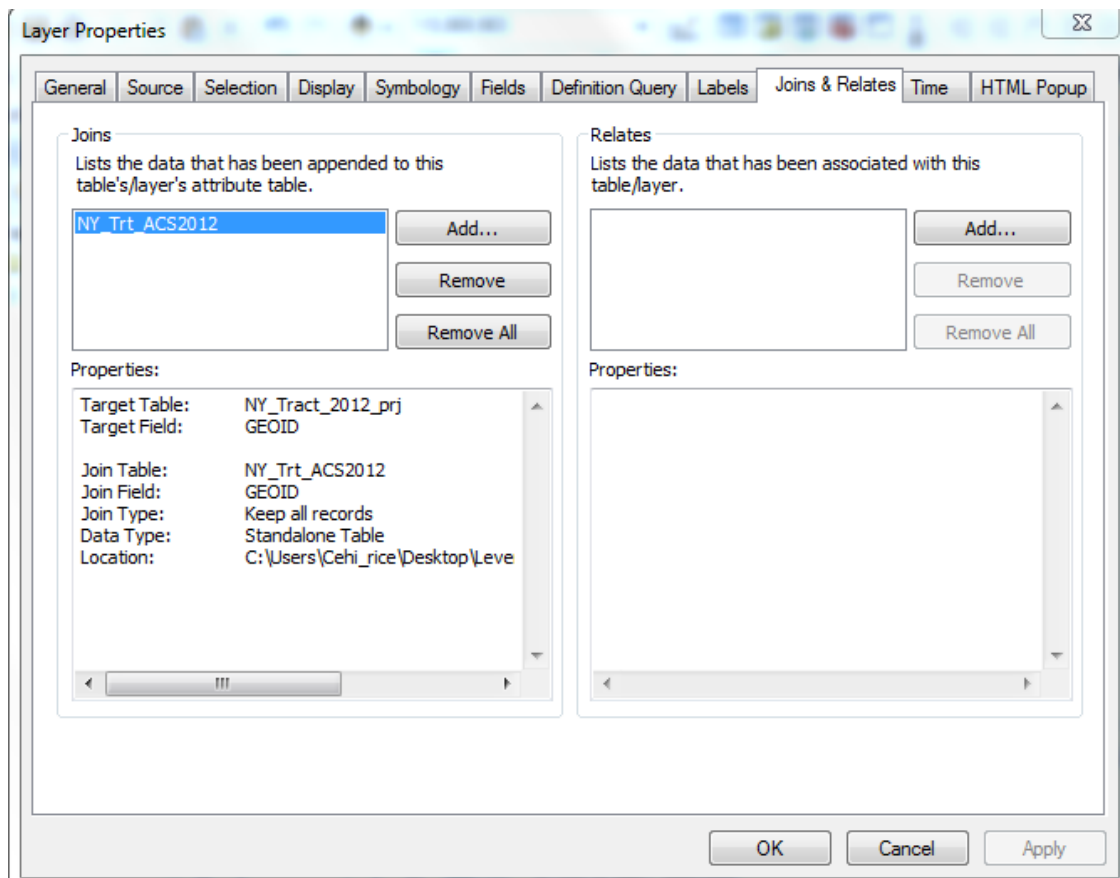 Layer Properties
General Source Selection Display Symbology Fields Definition Query Labels Joins & Relates Time HTML Popup
Joins
Lists the data that has been appended to this
table's/layer's attribute table.
NY_Trt_ACS2012
Add...
Remove
Remove All
Properties:
Target Table: NY_Tract_2012_prj
Target Field: GEOID
Join Table: NY_Trt_ACS2012
Join Field: GEOID
Join Type: Keep all records
Data Type: Standalone Table
Location: C:\Users\Cehi_rice\Desktop\Leve
Relates
Lists the data that has been associated with this
table/layer.
Add...
Remove
Remove All
Properties:
OK Cancel Apply